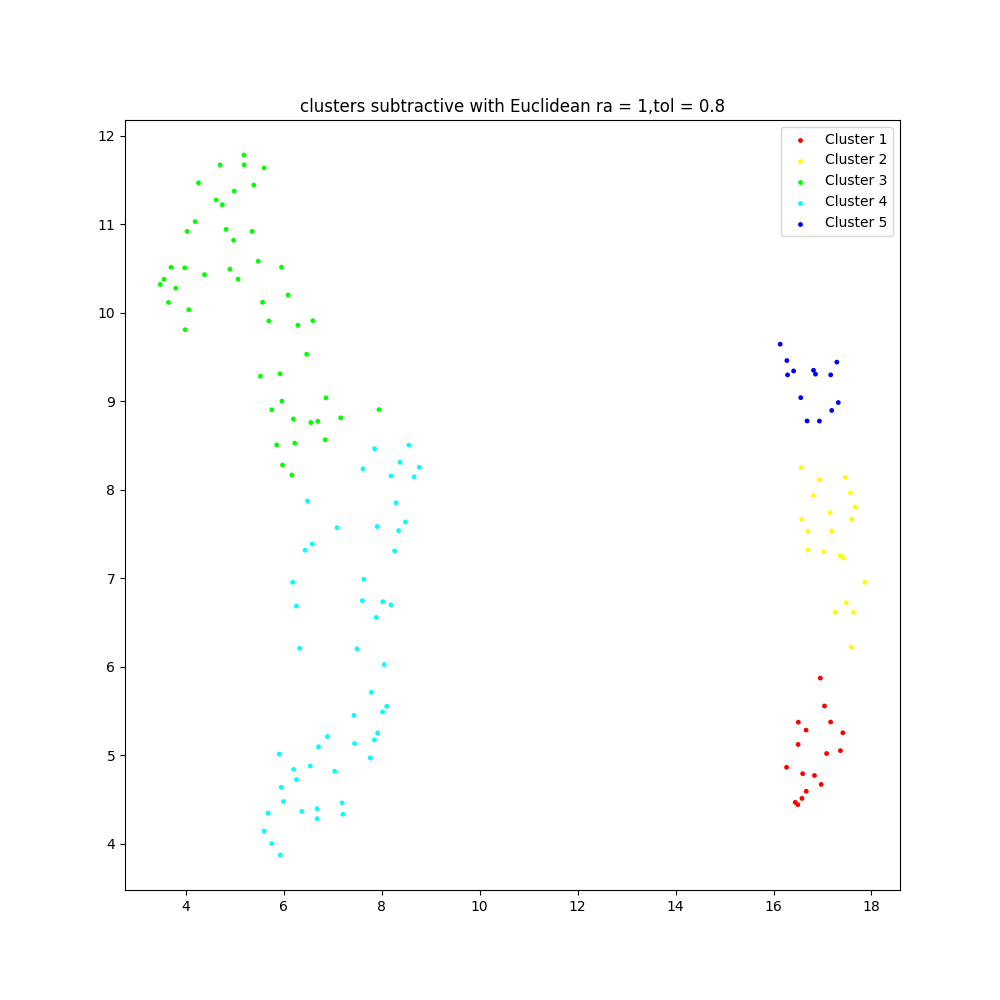 clusters subtractive with Euclidean ra = 1,tol = 0.8
12
11
10
9
8
7
6
5
4
Cluster 1
Cluster 2
Cluster 3
Cluster 4
Cluster 5
4 6 8 10 12 14 16 18